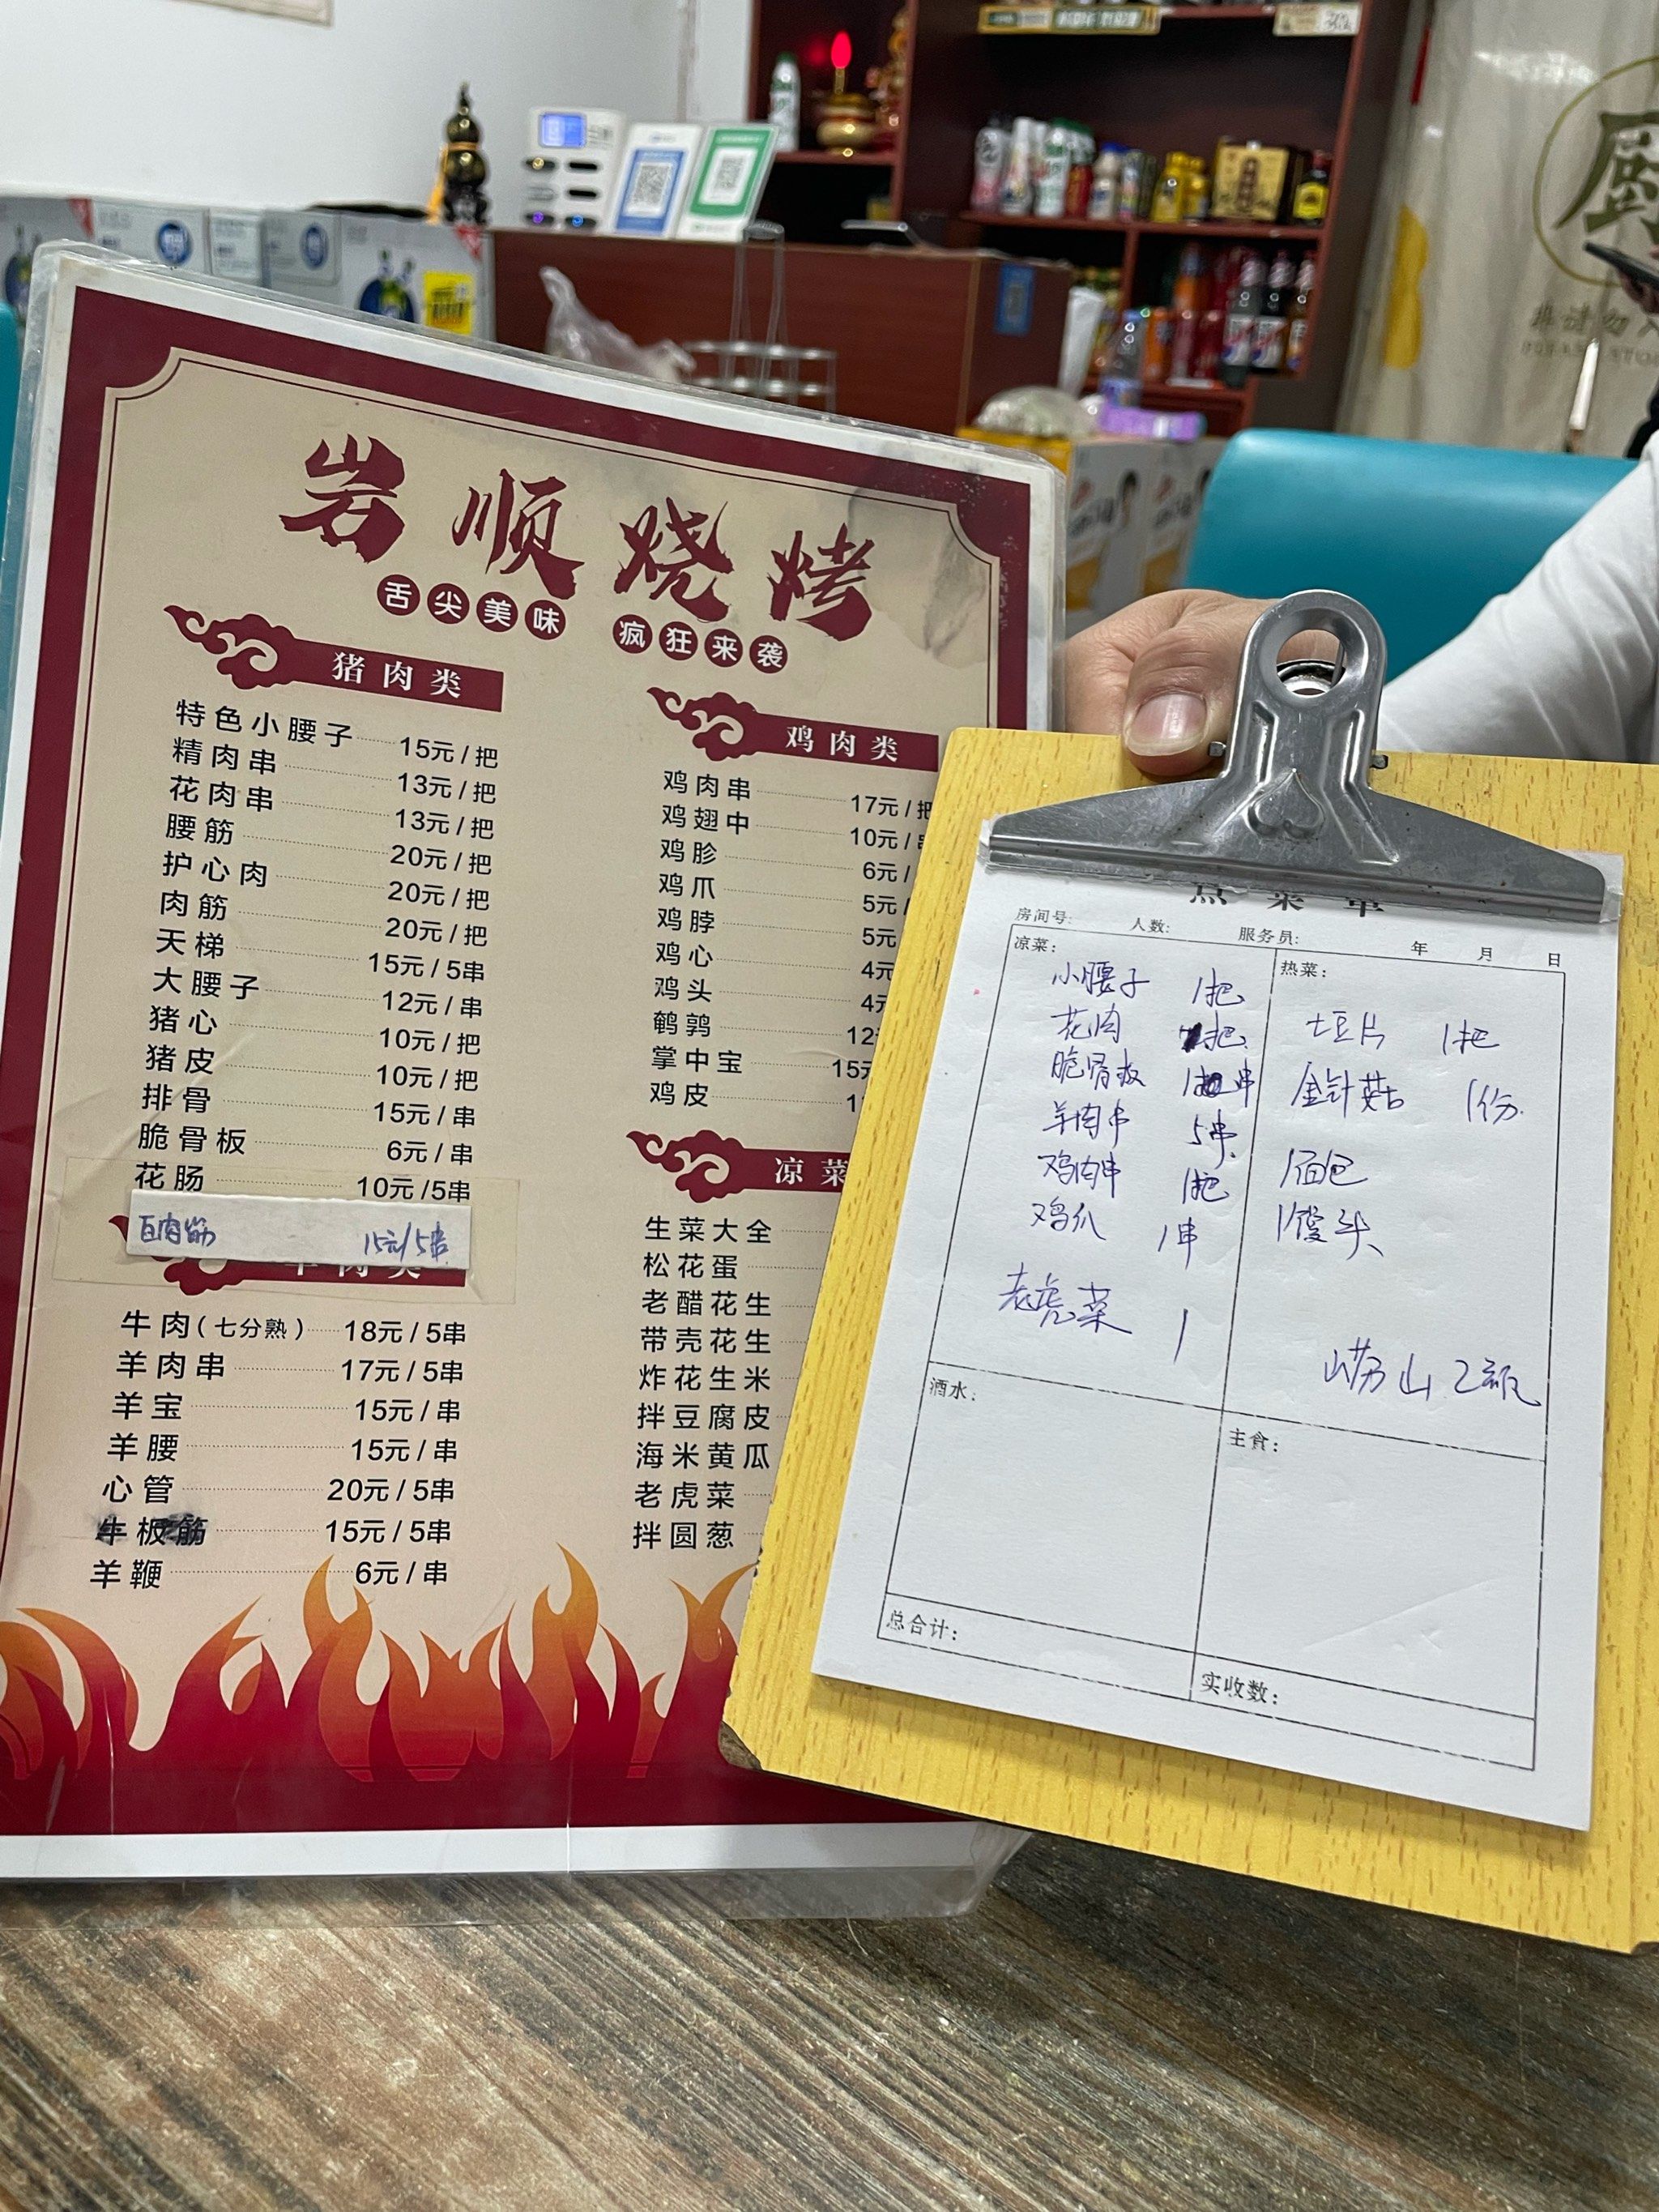 岩顺烧烤
舌尖美味 疯狂来袭
猪肉类
特色小腰子 15元/把
精肉串 13元/把
花肉串 13元/把
腰筋 20元/把
护心肉 20元/把
肉筋 20元/把
天梯 15元/5串
大腰子 12元/串
猪心 10元/把
猪皮 10元/把
排骨 15元/串
脆骨板 6元/串
花肠 10元/5串
百肉筋 15元/5串
肉类
牛肉(七分熟) 18元/5串
羊肉串 17元/5串
羊宝 15元/串
羊腰 15元/串
心管 20元/5串
牛板筋 15元/5串
羊鞭 6元/串
鸡肉类
鸡肉串 17元/把
鸡翅中 10元/
鸡胗 6元/
鸡爪 5元/
鸡脖 5元
鸡心 4元
鸡头 4
鹌鹑 12
掌中宝 15
鸡皮 1
凉菜
生菜大全
松花蛋
老醋花生
带壳花生
炸花生米
拌豆腐皮
海米黄瓜
老虎菜
拌圆葱
点菜单
房间号: 人数: 服务员: 年 月 日
凉菜:
小腰子 1把
花肉 把
脆骨板 1串
羊肉串 5串
鸡肉串 1把
鸡爪 1串
老虎菜 1
热菜:
土豆片 1把
金针菇 1份
1面包
1馒头
崂山 2瓶
酒水:
主食:
总合计:
实收数: